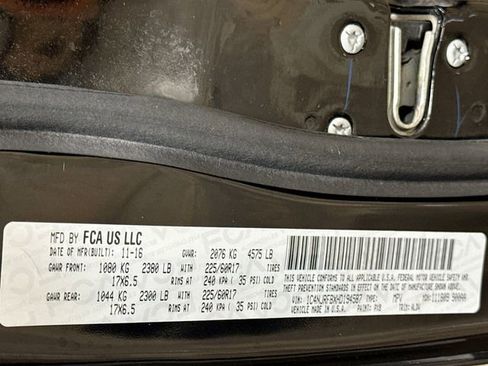 MFD BY FCA US LLC
DATE OF MFR(BUILT): 11-16 GVWR: 2076 KG 4575 LB
GAWR FRONT: 1080 KG 2380 LB WITH 225/60R17 TIRES
17X6.5 RIMS AT 240 KPA ( 35 PSI) COLD
GAWR REAR: 1044 KG 2300 LB WITH 225/60R17 TIRES
17X6.5 RIMS AT 240 KPA ( 35 PSI) COLD
THIS VEHICLE CONFORMS TO ALL APPLICABLE U.S.A. FEDERAL MOTOR VEHICLE
SAFETY, BUMPER AND THEFT PREVENTION STANDARDS IN
EFFECT ON THE DATE OF MANUFACTURE SHOWN ABOVE
TYPE: MPV
VEHICLE MADE IN U.S.A. PAINT: TRIM: